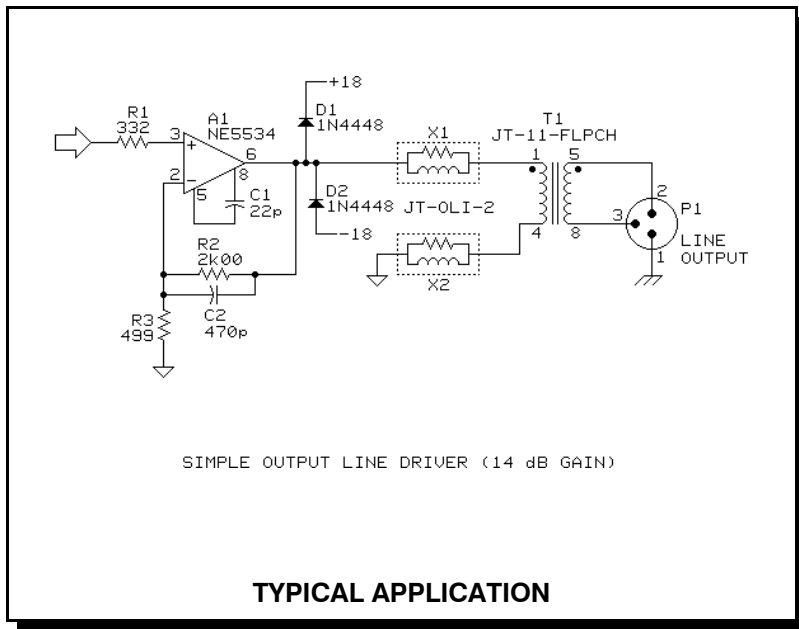 +18
R1
332
A1
NE5534
D1
1N4448
X1
T1
JT-11-FLPCH
3
+
6
1
5
2
-
8
5
C1
22p
D2
1N4448
JT-OLI-2
2
3
P1
-18
4
8
LINE
OUTPUT
1
R2
2k00
X2
C2
470p
R3
499
SIMPLE OUTPUT LINE DRIVER (14 dB GAIN)
TYPICAL APPLICATION